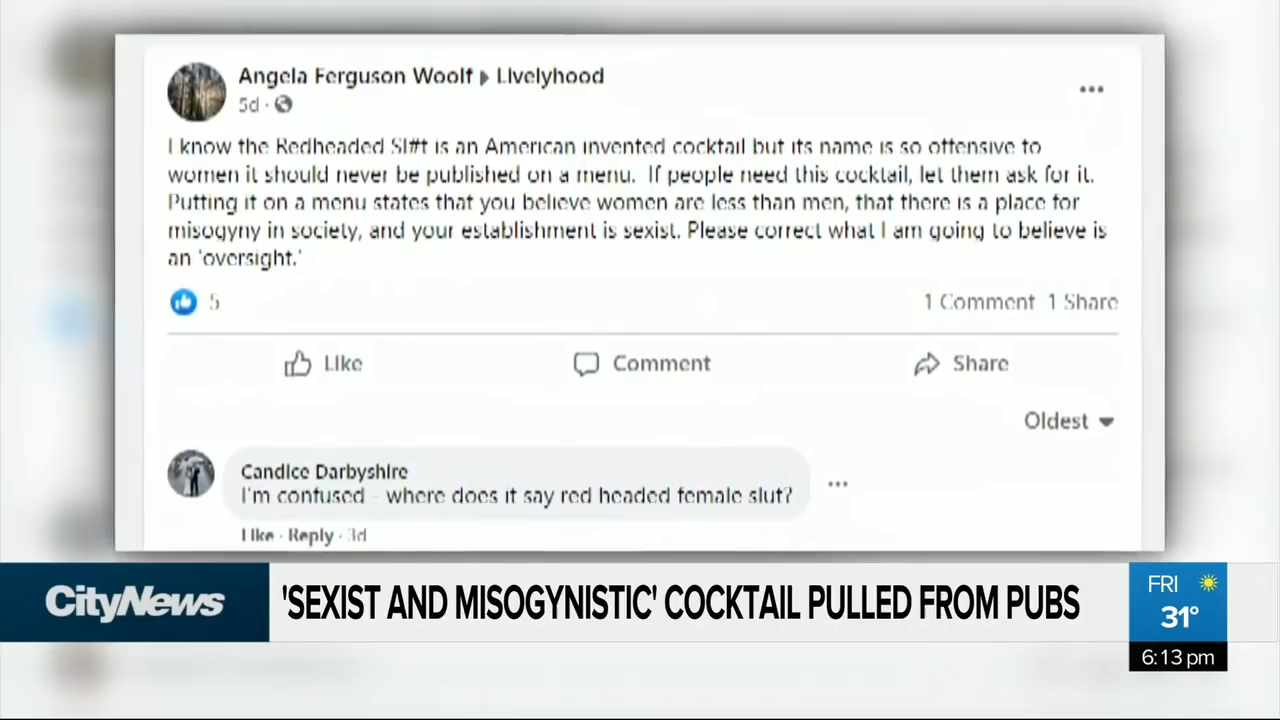 Angela Ferguson Woolf ▸ Livelyhood
5d ·
I know the Redheaded Sl#t is an American invented cocktail but its name is so offensive to
women it should never be published on a menu. If people need this cocktail, let them ask for it.
Putting it on a menu states that you believe women are less than men, that there is a place for
misogyny in society, and your establishment is sexist. Please correct what I am going to believe is
an 'oversight.'
5 1 Comment 1 Share
Like Comment Share
Oldest
Candice Darbyshire
I'm confused - where does it say red headed female slut?
Like · Reply · 3d
CityNews 'SEXIST AND MISOGYNISTIC' COCKTAIL PULLED FROM PUBS FRI
31°
6:13 pm